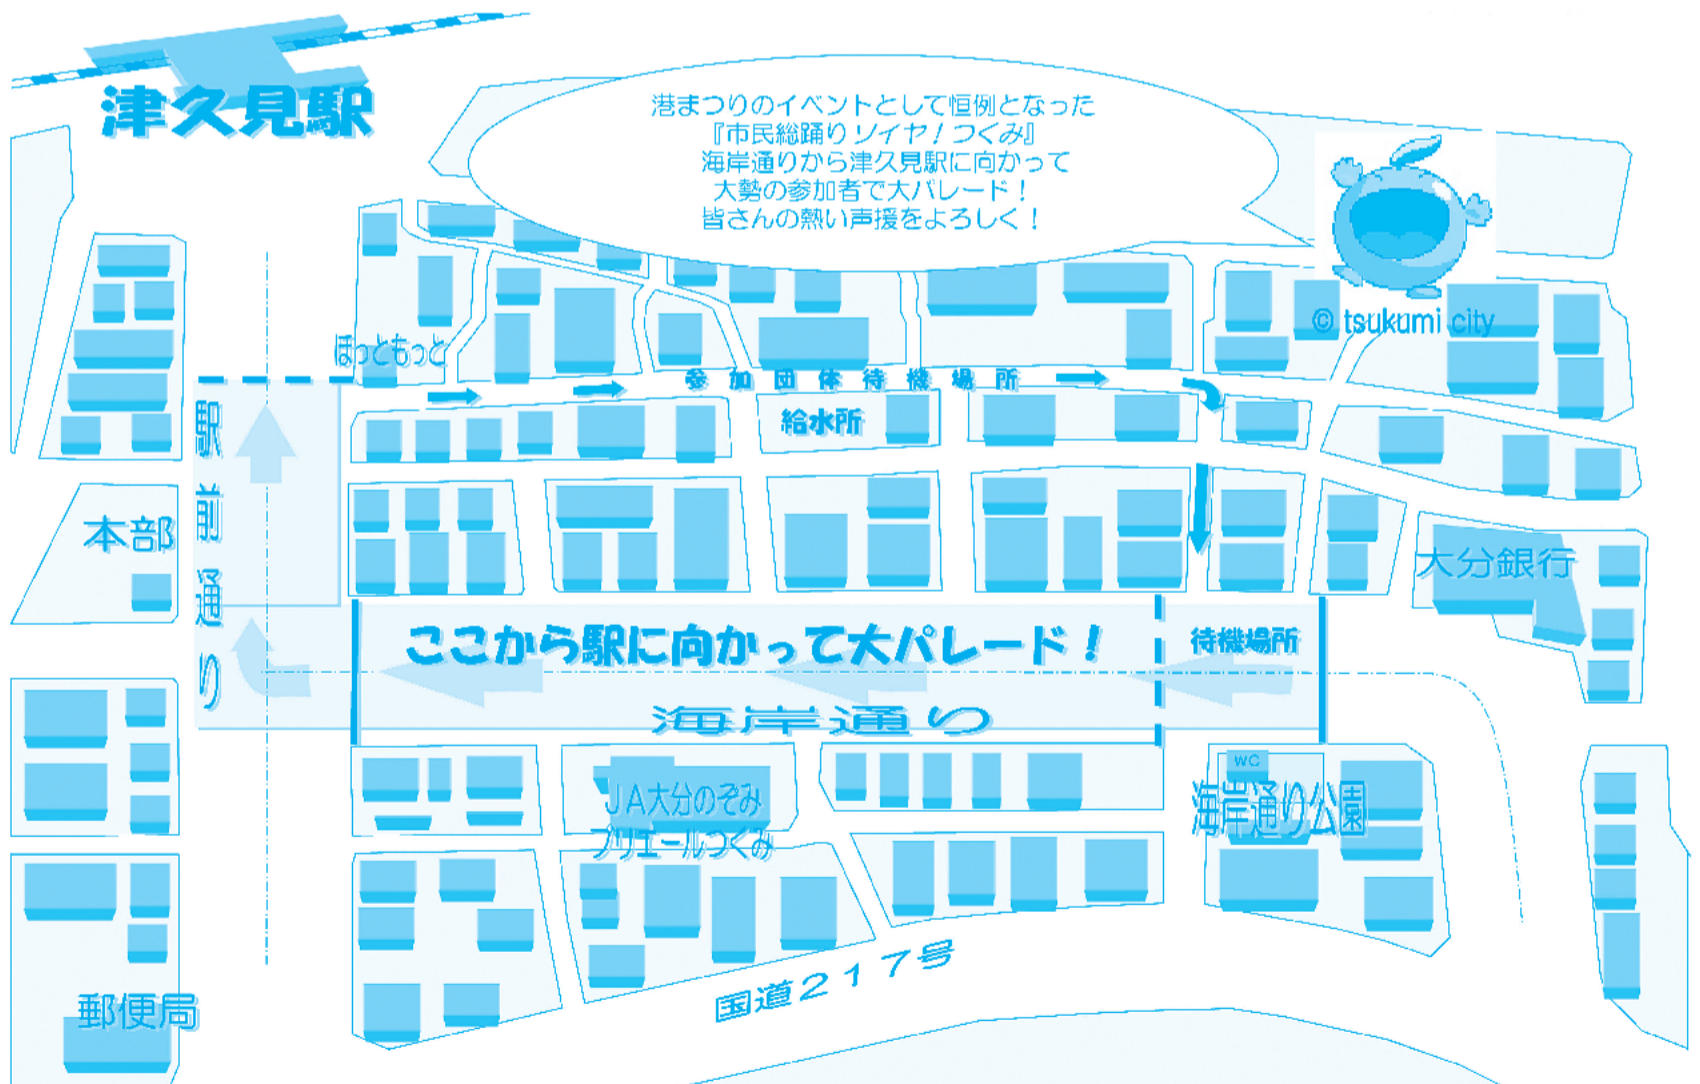 津久見駅
港まつりのイベントとして恒例となった
『市民総踊りソイヤ!つくみ』
海岸通りから津久見駅に向かって
大勢の参加者で大パレード!
皆さんの熱い声援をよろしく!
© tsukumi city
ほっともっと
参加団体待機場所
給水所
駅前通り
本部
大分銀行
ここから駅に向かって大パレード!
待機場所
海岸通り
WC
海岸通り公園
JA大分のぞみ
プリエールつくみ
国道217号
郵便局